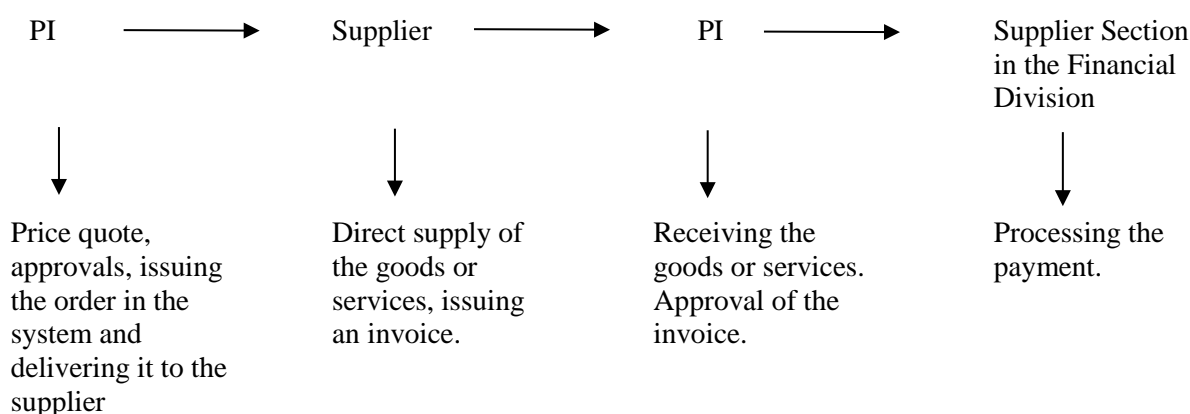 PI
Supplier
PI
Supplier Section
in the Financial
Division
Price quote,
approvals, issuing
the order in the
system and
delivering it to the
supplier
Direct supply of
the goods or
services, issuing
an invoice.
Receiving the
goods or services.
Approval of the
invoice.
Processing the
payment.